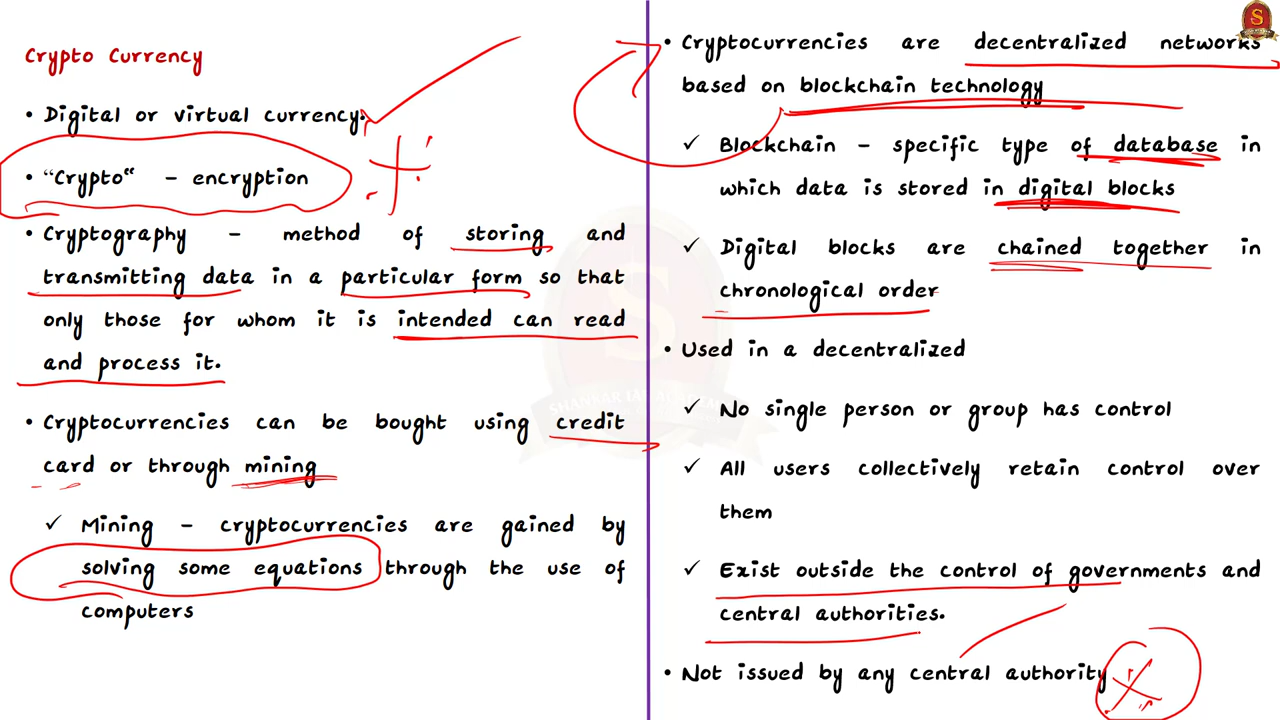 Crypto Currency
• Digital or virtual currency.
• “Crypto“ – encryption
• Cryptography – method of storing and
transmitting data in a particular form so that
only those for whom it is intended can read
and process it.
• Cryptocurrencies can be bought using credit
card or through mining
✓ Mining – cryptocurrencies are gained by
solving some equations through the use of
computers
• Cryptocurrencies are decentralized networks
based on blockchain technology
✓ Blockchain – specific type of database in
which data is stored in digital blocks
✓ Digital blocks are chained together in
chronological order
• Used in a decentralized
✓ No single person or group has control
✓ All users collectively retain control over
them
✓ Exist outside the control of governments and
central authorities.
• Not issued by any central authority